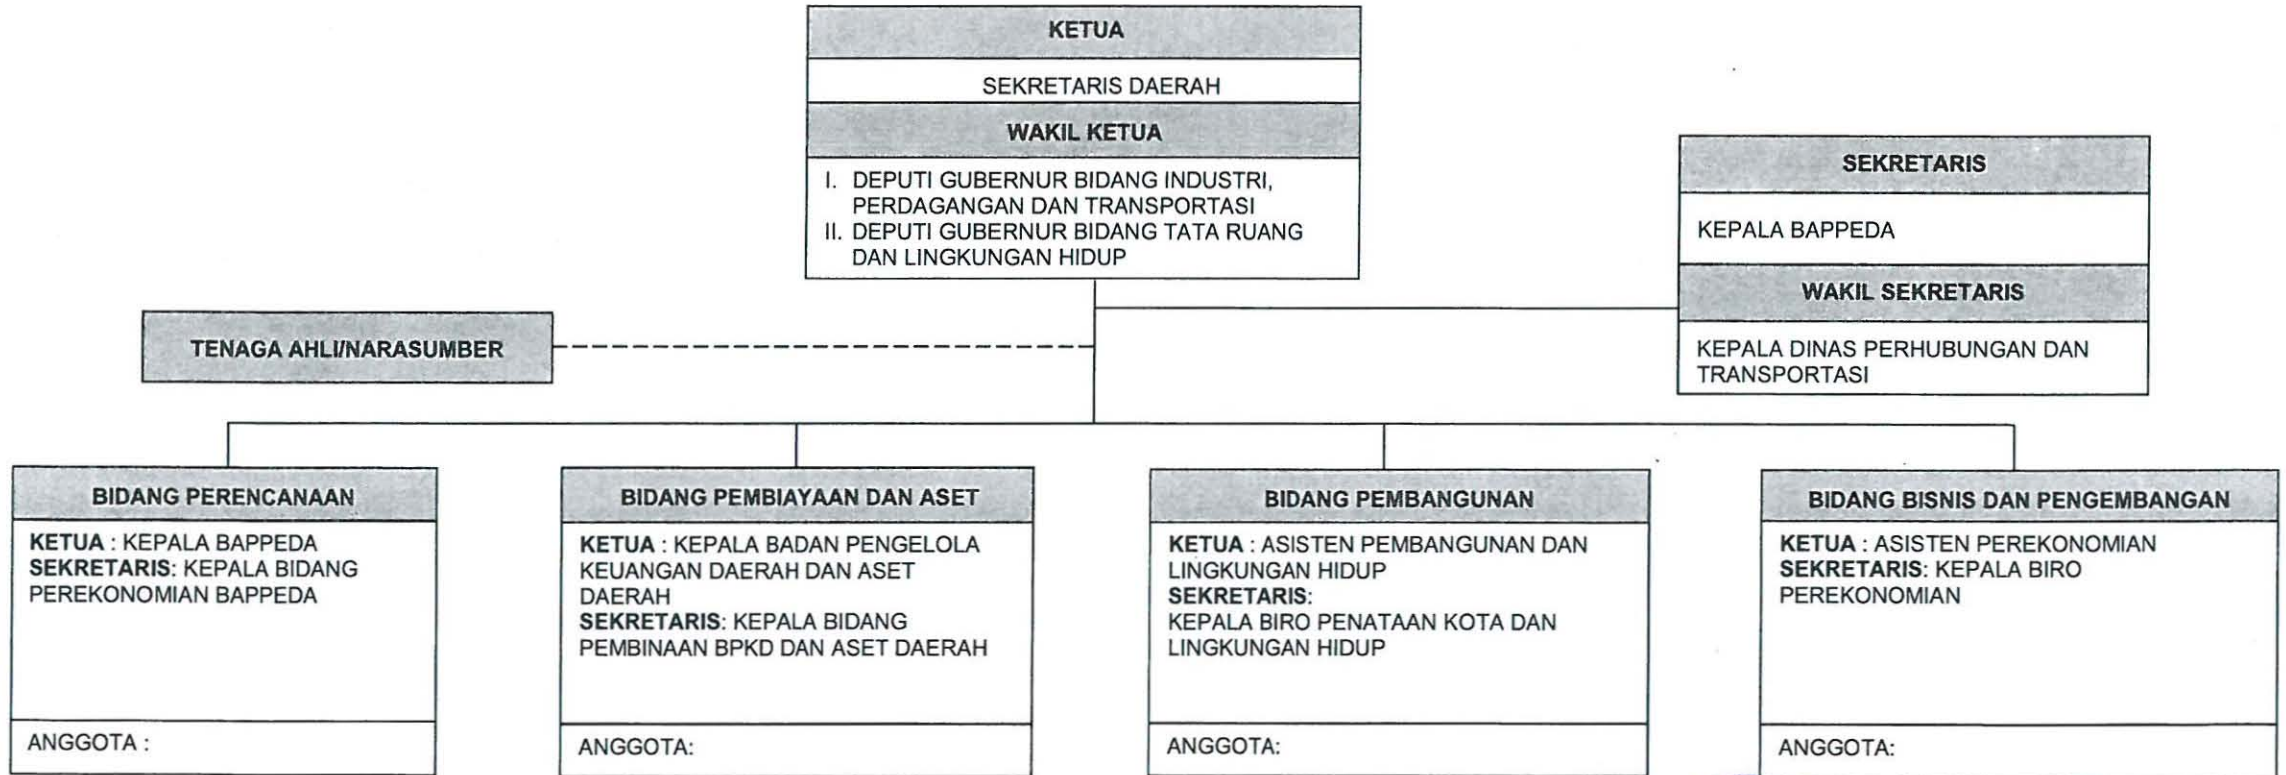 KETUA
SEKRETARIS DAERAH
WAKIL KETUA
I. DEPUTI GUBERNUR BIDANG INDUSTRI,
PERDAGANGAN DAN TRANSPORTASI
II. DEPUTI GUBERNUR BIDANG TATA RUANG
DAN LINGKUNGAN HIDUP
SEKRETARIS
KEPALA BAPPEDA
WAKIL SEKRETARIS
KEPALA DINAS PERHUBUNGAN DAN
TRANSPORTASI
TENAGA AHLI/NARASUMBER
BIDANG PERENCANAAN
KETUA : KEPALA BAPPEDA
SEKRETARIS: KEPALA BIDANG
PEREKONOMIAN BAPPEDA
ANGGOTA :
BIDANG PEMBIAYAAN DAN ASET
KETUA : KEPALA BADAN PENGELOLA
KEUANGAN DAERAH DAN ASET
DAERAH
SEKRETARIS: KEPALA BIDANG
PEMBINAAN BPKD DAN ASET DAERAH
ANGGOTA:
BIDANG PEMBANGUNAN
KETUA : ASISTEN PEMBANGUNAN DAN
LINGKUNGAN HIDUP
SEKRETARIS:
KEPALA BIRO PENATAAN KOTA DAN
LINGKUNGAN HIDUP
ANGGOTA:
BIDANG BISNIS DAN PENGEMBANGAN
KETUA : ASISTEN PEREKONOMIAN
SEKRETARIS: KEPALA BIRO
PEREKONOMIAN
ANGGOTA: